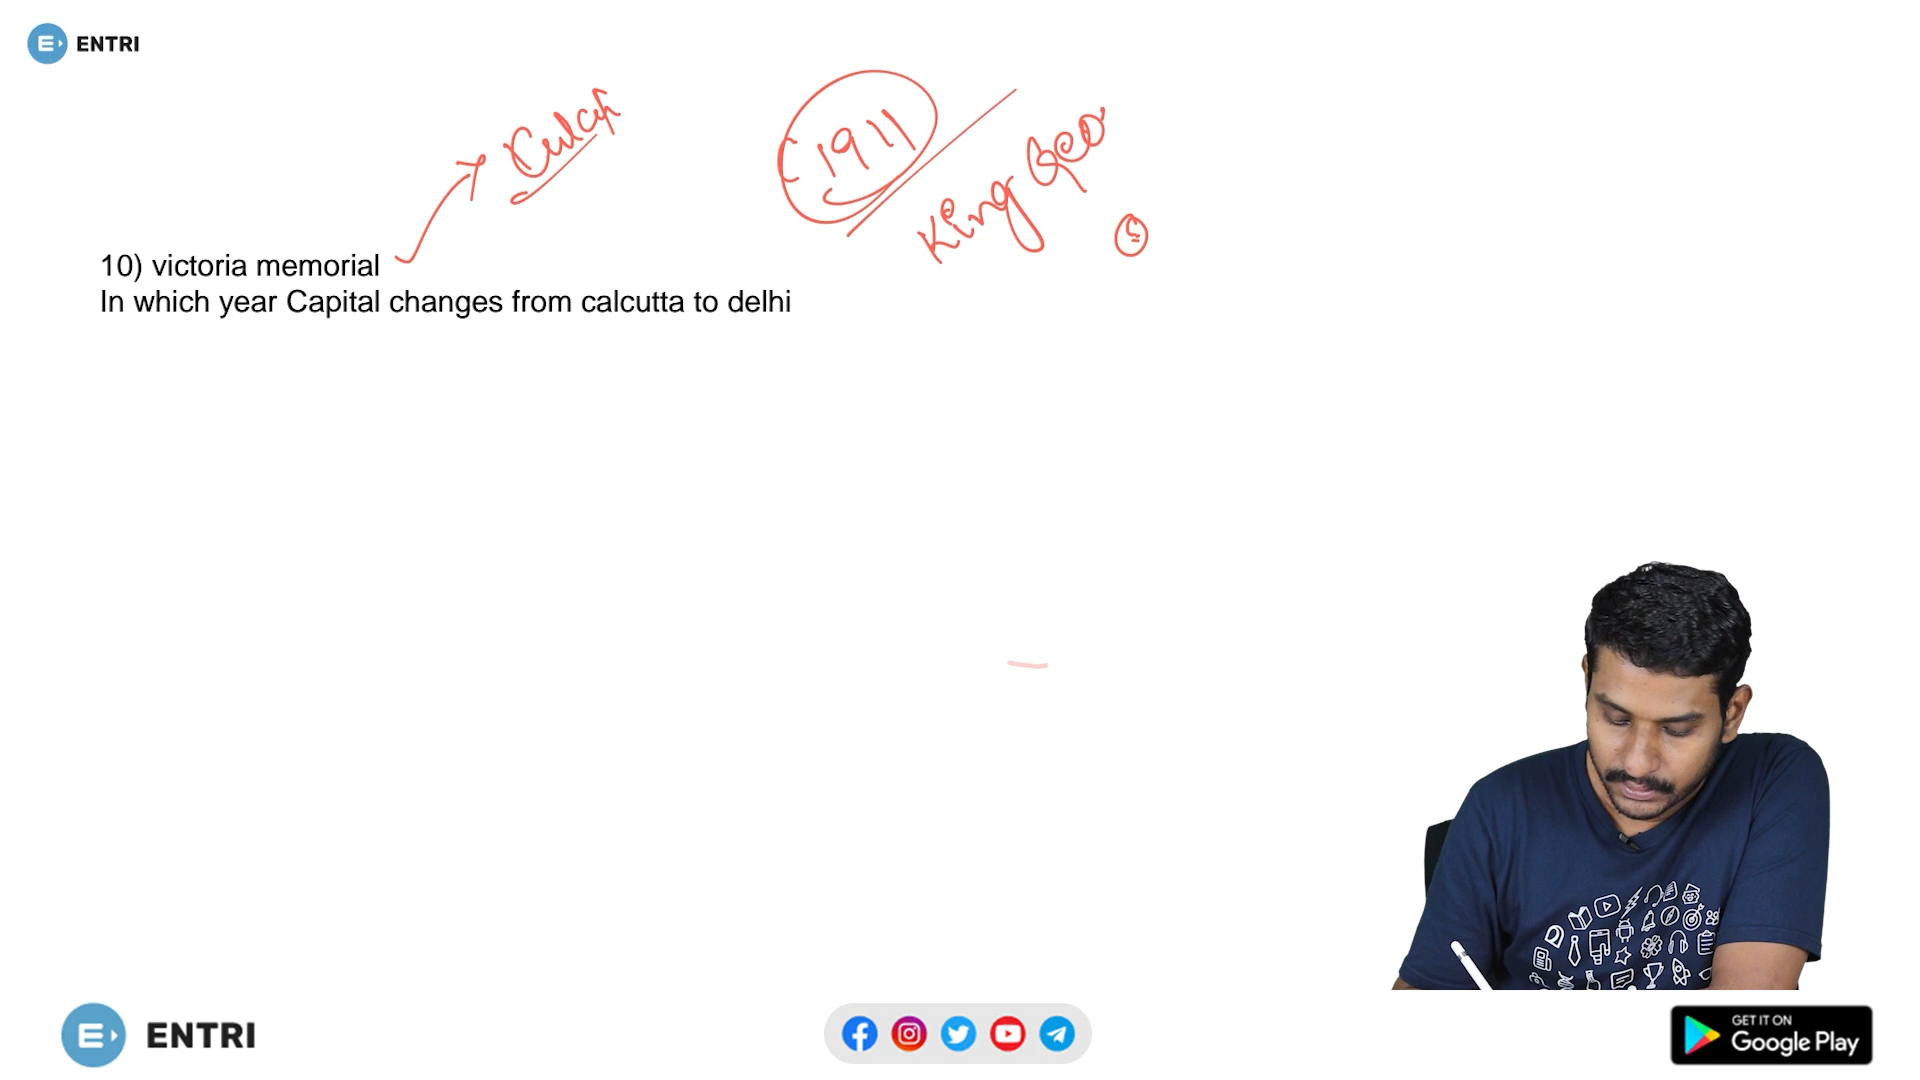 ENTRI
1911
King Geo
10) victoria memorial
In which year Capital changes from calcutta to delhi
ENTRI
GET IT ON
Google Play